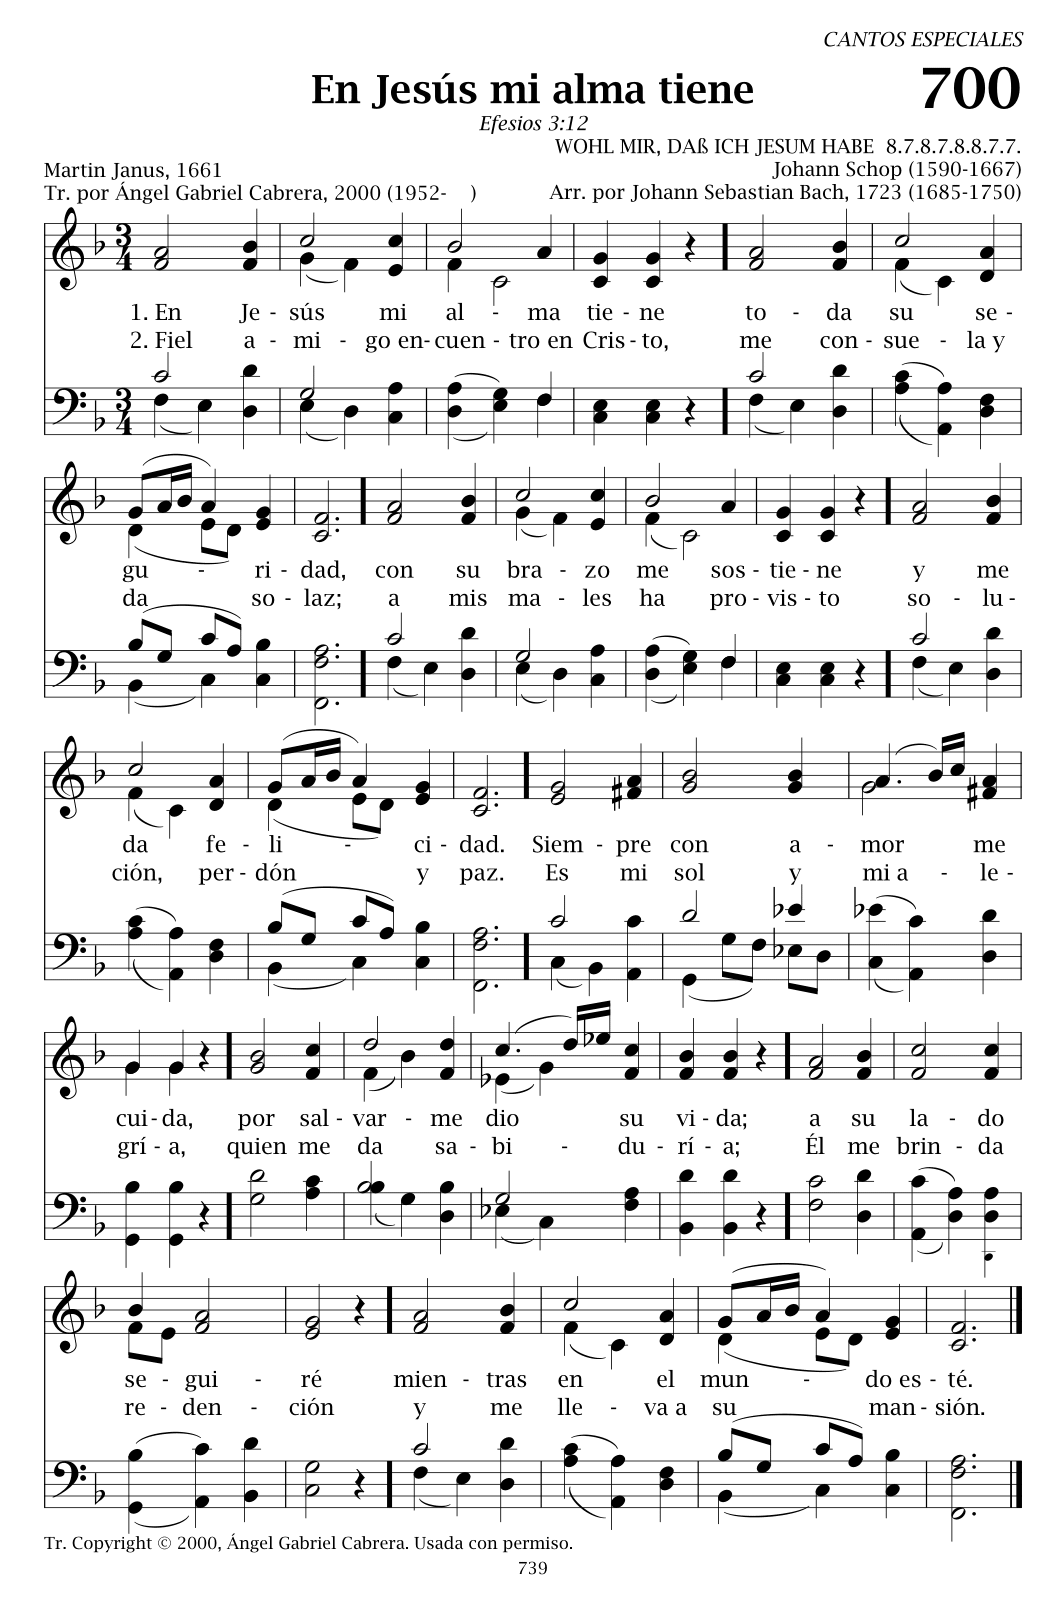 CANTOS ESPECIALES
En Jesús mi alma tiene
700
Efesios 3:12
WOHL MIR, DAß ICH JESUM HABE 8.7.8.7.8.8.7.7.
Martin Janus, 1661
Johann Schop (1590-1667)
Tr. por Ángel Gabriel Cabrera, 2000 (1952- )
Arr. por Johann Sebastian Bach, 1723 (1685-1750)
1. En Je - sús mi al - ma tie - ne to - da su se -
2. Fiel a - mi - go en - cuen - tro en Cris - to, me con - sue - la y
gu - ri - dad, con su bra - zo me sos - tie - ne y me
da so - laz; a mis ma - les ha pro - vis - to so - lu -
da fe - li - ci - dad. Siem - pre con a - mor me
ción, per - dón y paz. Es mi sol y mi a - le -
cui - da, por sal - var - me dio su vi - da; a su la - do
grí - a, quien me da sa - bi - du - rí - a; Él me brin - da
se - gui - ré mien - tras en el mun - do es - té.
re - den - ción y me lle - va a su man - sión.
Tr. Copyright © 2000, Ángel Gabriel Cabrera. Usada con permiso.
739